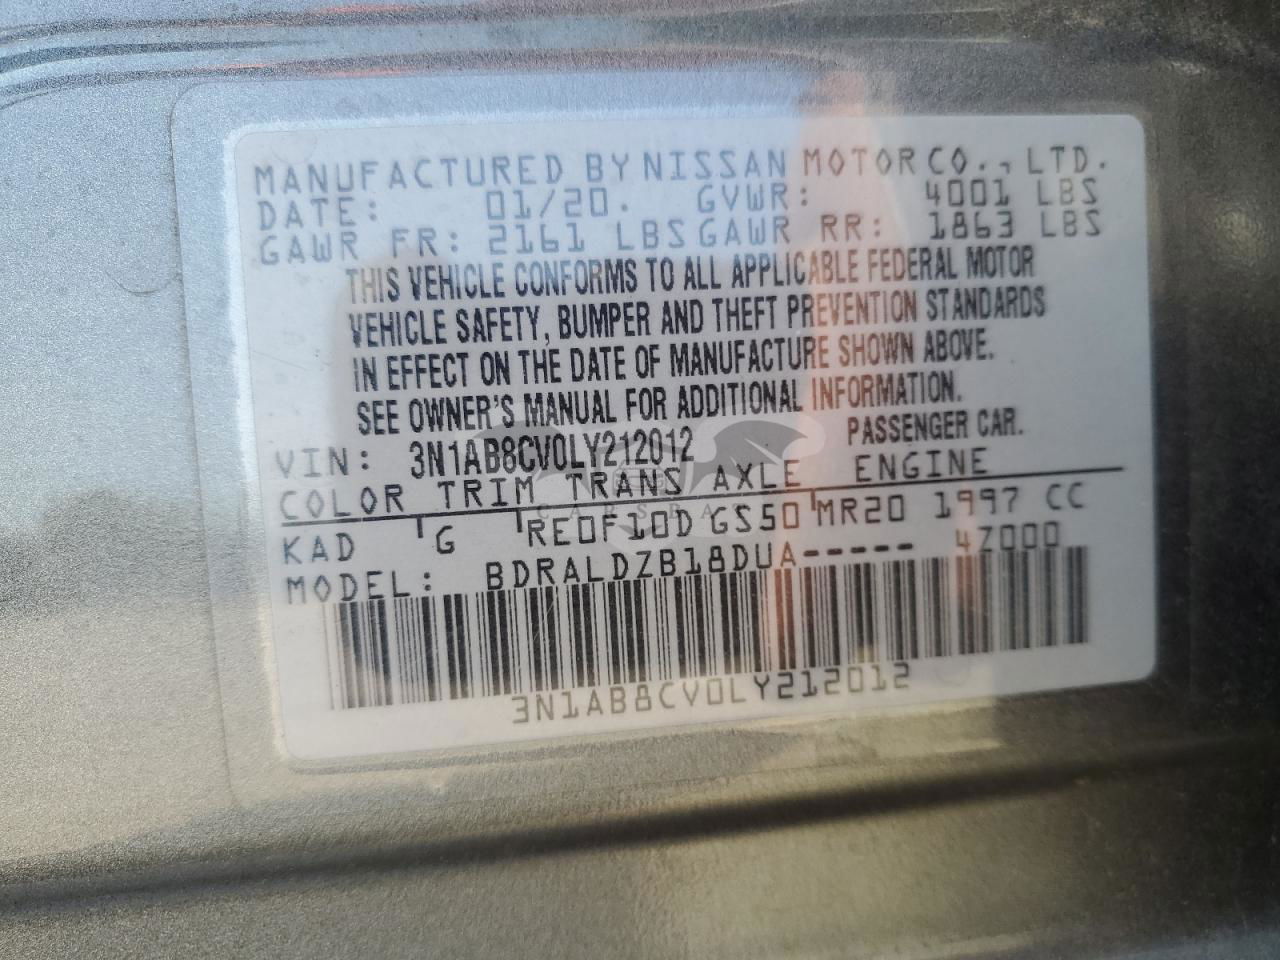 MANUFACTURED BY NISSAN MOTOR CO., LTD.
DATE: 01/20. GVWR: 4001 LBS
GAWR FR: 2161 LBS GAWR RR: 1863 LBS
THIS VEHICLE CONFORMS TO ALL APPLICABLE FEDERAL MOTOR
VEHICLE SAFETY, BUMPER AND THEFT PREVENTION STANDARDS
IN EFFECT ON THE DATE OF MANUFACTURE SHOWN ABOVE.
SEE OWNER'S MANUAL FOR ADDITIONAL INFORMATION.
VIN: 3N1AB8CV0LY212012 PASSENGER CAR.
COLOR TRIM TRANS AXLE ENGINE
KAD G RE0F10D GS50 MR20 1997 CC
MODEL: BDRALDZB18DUA----- 4Z000
3N1AB8CV0LY212012